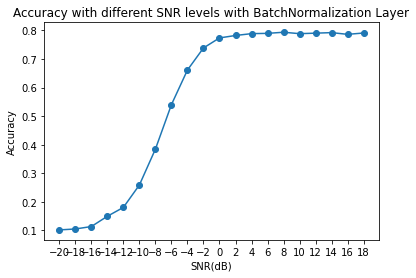 Accuracy with different SNR levels with BatchNormalization Layer
0.8
0.7
0.6
0.5
0.4
0.3
0.2
0.1
Accuracy
−20 −18 −16 −14 −12 −10 −8 −6 −4 −2 0 2 4 6 8 10 12 14 16 18
SNR(dB)